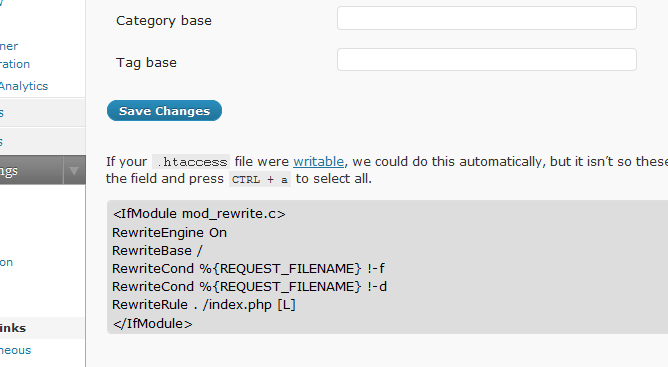 Category base
ner
ration
Tag base
Analytics
Save Changes
If your .htaccess file were writable, we could do this automatically, but it isn’t so these
ngs
the field and press CTRL + a to select all.
<IfModule mod_rewrite.c>
RewriteEngine On
RewriteBase /
on
RewriteCond %{REQUEST_FILENAME} !-f
RewriteCond %{REQUEST_FILENAME} !-d
RewriteRule . /index.php [L]
inks
</IfModule>
neous